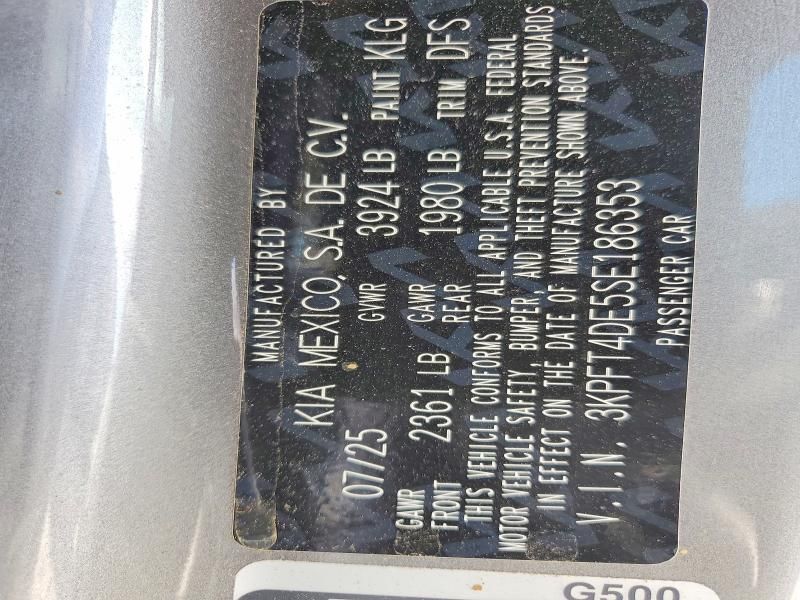 MANUFACTURED BY
KIA MEXICO, S.A. DE C.V.
07/25 GVWR 3924 LB PAINT KLG
GAWR FRONT 2361 LB GAWR REAR 1980 LB TRIM DFS
THIS VEHICLE CONFORMS TO ALL APPLICABLE U.S.A. FEDERAL
MOTOR VEHICLE SAFETY, BUMPER, AND THEFT PREVENTION STANDARDS
IN EFFECT ON THE DATE OF MANUFACTURE SHOWN ABOVE.
V.I.N. 3KPFT4DE5SE186353
PASSENGER CAR
G500